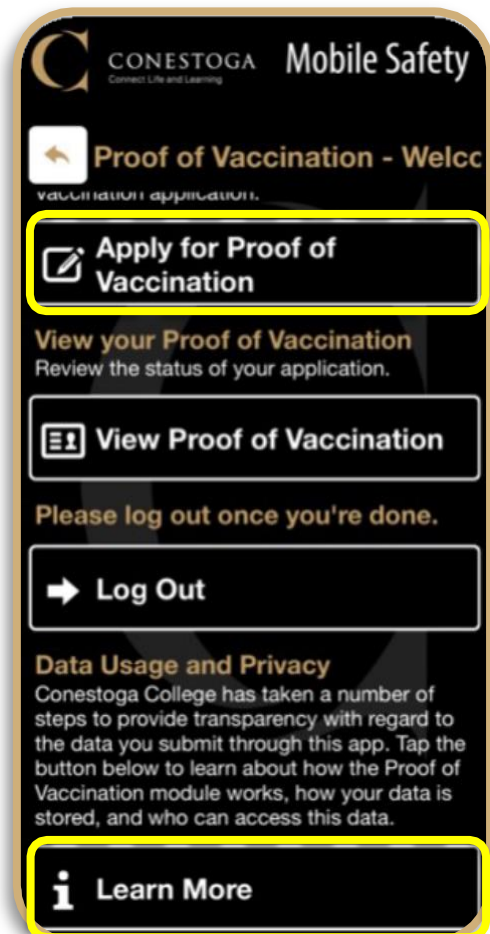 CONESTOGA
Connect Life and Learning
Mobile Safety
Proof of Vaccination - Welcc
vaccination application.
Apply for Proof of
Vaccination
View your Proof of Vaccination
Review the status of your application.
View Proof of Vaccination
Please log out once you're done.
Log Out
Data Usage and Privacy
Conestoga College has taken a number of
steps to provide transparency with regard to
the data you submit through this app. Tap the
button below to learn about how the Proof of
Vaccination module works, how your data is
stored, and who can access this data.
Learn More